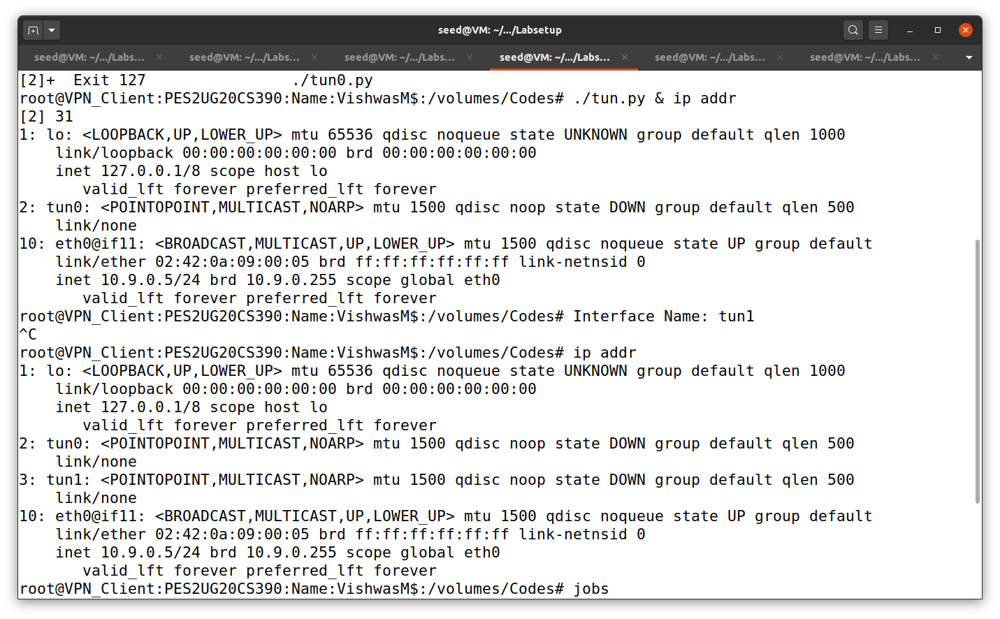 seed@VM: ~/.../Labsetup
seed@VM: ~/.../Labs... seed@VM: ~/.../Labs... seed@VM: ~/.../Labs... seed@VM: ~/.../Labs... seed@VM: ~/.../Labs... seed@VM: ~/.../Labs...
[2]+  Exit 127                ./tun0.py
root@VPN_Client:PES2UG20CS390:Name:VishwasM$:/volumes/Codes# ./tun.py & ip addr
[2] 31
1: lo: <LOOPBACK,UP,LOWER_UP> mtu 65536 qdisc noqueue state UNKNOWN group default qlen 1000
    link/loopback 00:00:00:00:00:00 brd 00:00:00:00:00:00
    inet 127.0.0.1/8 scope host lo
       valid_lft forever preferred_lft forever
2: tun0: <POINTOPOINT,MULTICAST,NOARP> mtu 1500 qdisc noop state DOWN group default qlen 500
    link/none
10: eth0@if11: <BROADCAST,MULTICAST,UP,LOWER_UP> mtu 1500 qdisc noqueue state UP group default
    link/ether 02:42:0a:09:00:05 brd ff:ff:ff:ff:ff:ff link-netnsid 0
    inet 10.9.0.5/24 brd 10.9.0.255 scope global eth0
       valid_lft forever preferred_lft forever
root@VPN_Client:PES2UG20CS390:Name:VishwasM$:/volumes/Codes# Interface Name: tun1
^C
root@VPN_Client:PES2UG20CS390:Name:VishwasM$:/volumes/Codes# ip addr
1: lo: <LOOPBACK,UP,LOWER_UP> mtu 65536 qdisc noqueue state UNKNOWN group default qlen 1000
    link/loopback 00:00:00:00:00:00 brd 00:00:00:00:00:00
    inet 127.0.0.1/8 scope host lo
       valid_lft forever preferred_lft forever
2: tun0: <POINTOPOINT,MULTICAST,NOARP> mtu 1500 qdisc noop state DOWN group default qlen 500
    link/none
3: tun1: <POINTOPOINT,MULTICAST,NOARP> mtu 1500 qdisc noop state DOWN group default qlen 500
    link/none
10: eth0@if11: <BROADCAST,MULTICAST,UP,LOWER_UP> mtu 1500 qdisc noqueue state UP group default
    link/ether 02:42:0a:09:00:05 brd ff:ff:ff:ff:ff:ff link-netnsid 0
    inet 10.9.0.5/24 brd 10.9.0.255 scope global eth0
       valid_lft forever preferred_lft forever
root@VPN_Client:PES2UG20CS390:Name:VishwasM$:/volumes/Codes# jobs